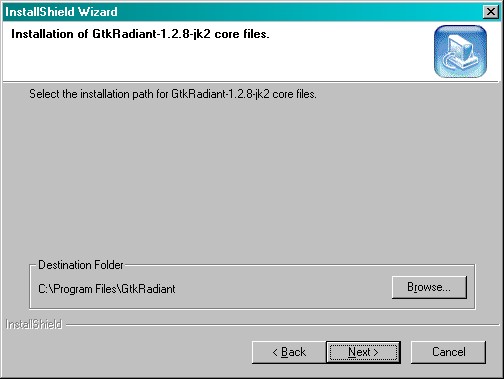 InstallShield Wizard
Installation of GtkRadiant-1.2.8-jk2 core files.
Select the installation path for GtkRadiant-1.2.8-jk2 core files.
Destination Folder
C:\Program Files\GtkRadiant
Browse...
InstallShield
< Back
Next >
Cancel